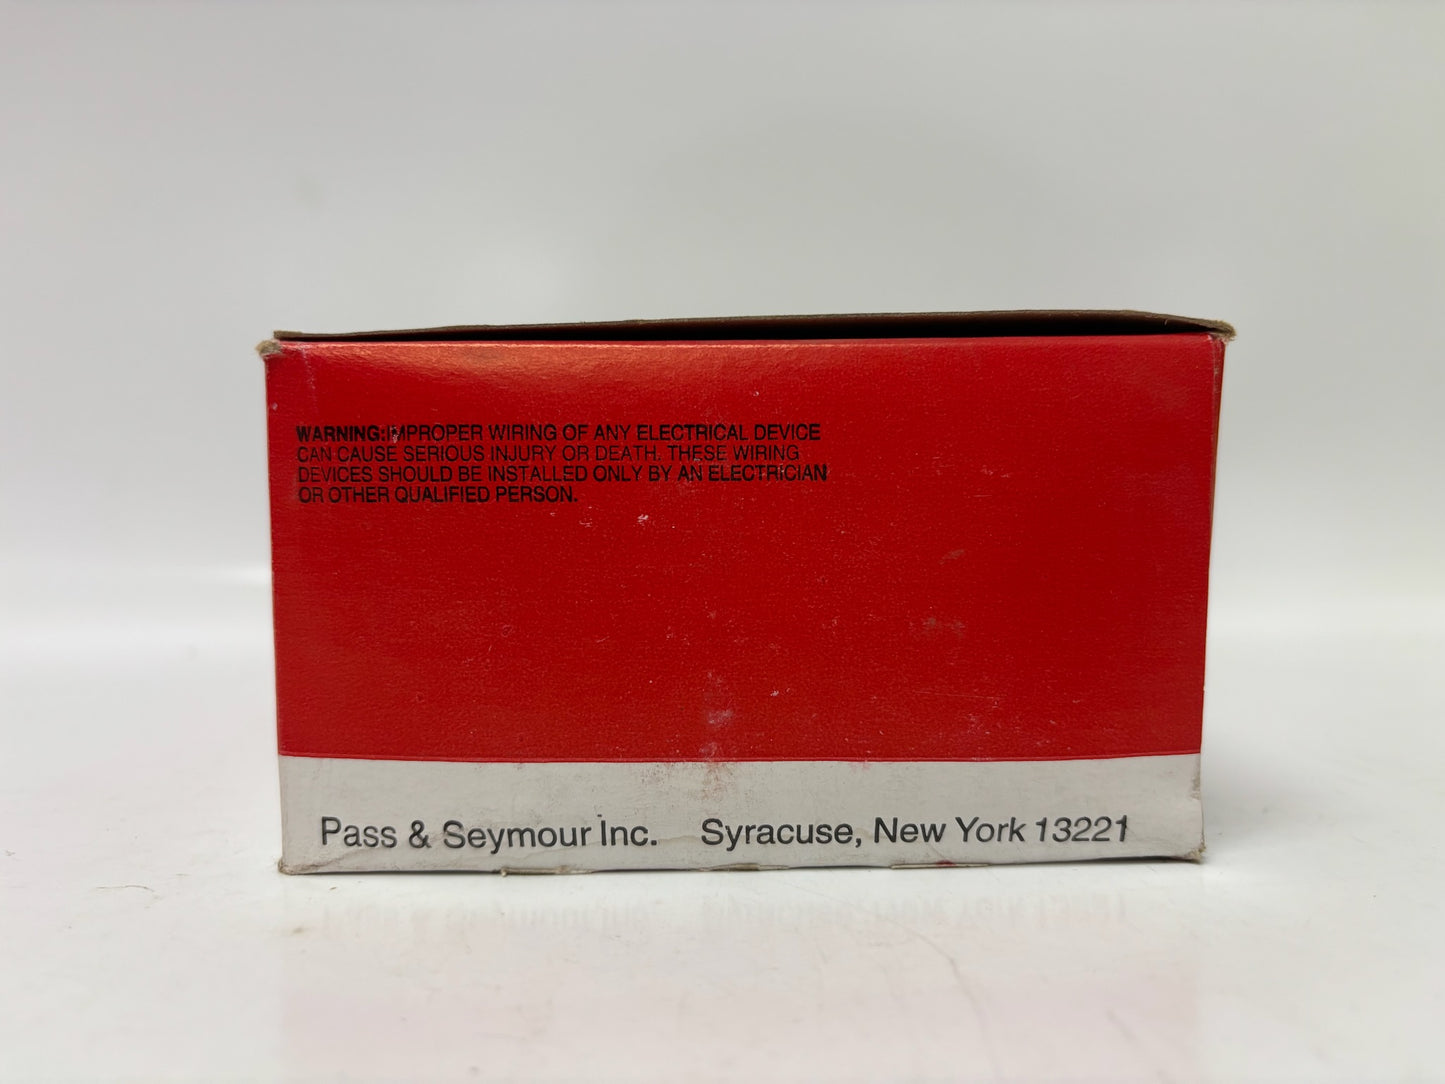 WARNING:IMPROPER WIRING OF ANY ELECTRICAL DEVICE
CAN CAUSE SERIOUS INJURY OR DEATH. THESE WIRING
DEVICES SHOULD BE INSTALLED ONLY BY AN ELECTRICIAN
OR OTHER QUALIFIED PERSON.
Pass & Seymour Inc. Syracuse, New York 13221